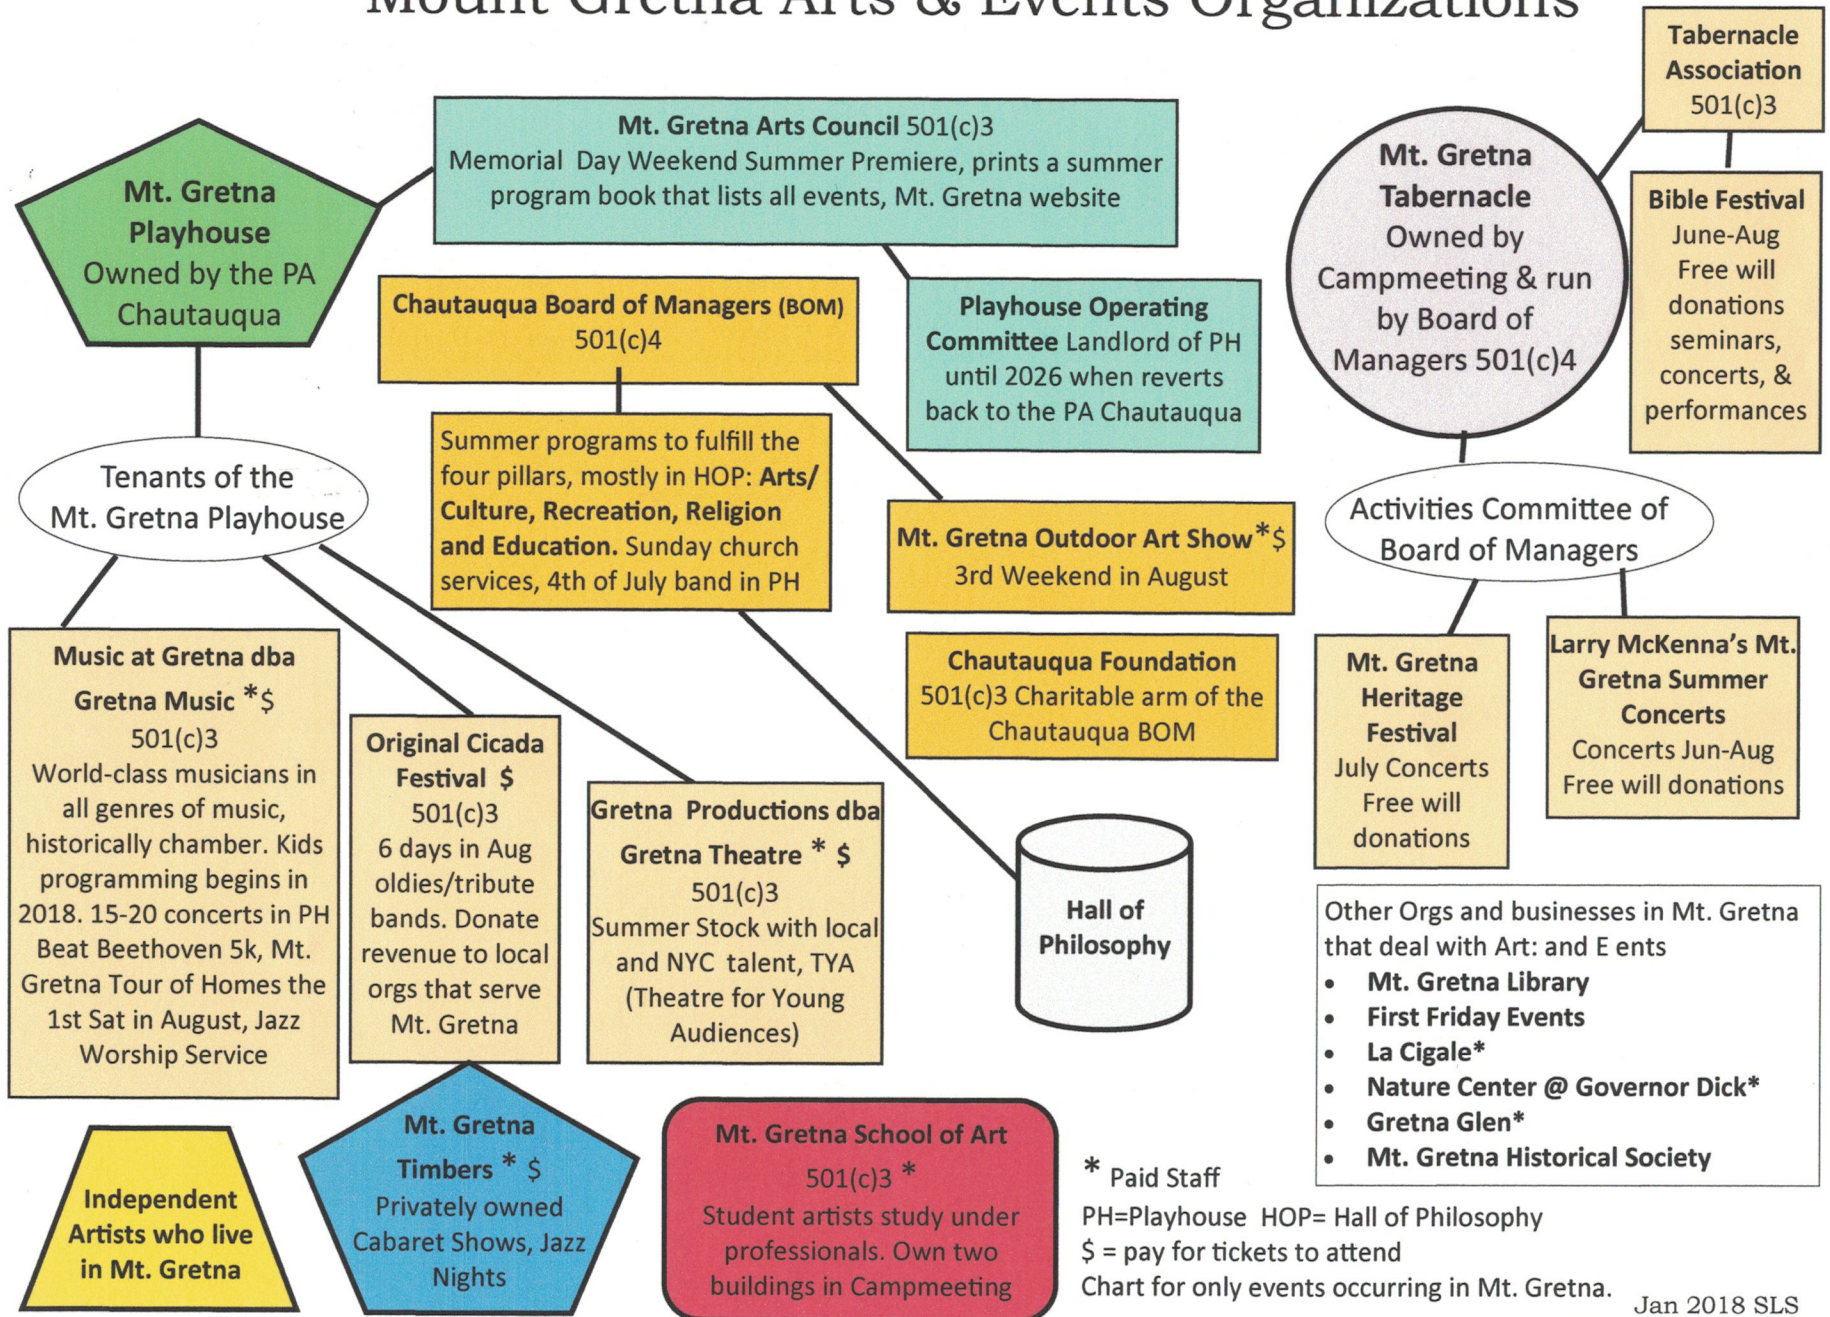 Mount Gretna Arts & Events Organizations
Tabernacle
Association
501(c)3
Mt. Gretna Arts Council 501(c)3
Memorial Day Weekend Summer Premiere, prints a summer
program book that lists all events, Mt. Gretna website
Mt. Gretna
Playhouse
Owned by the PA
Chautauqua
Mt. Gretna
Tabernacle
Owned by
Campmeeting & run
by Board of
Managers 501(c)4
Bible Festival
June-Aug
Free will
donations
seminars,
concerts, &
performances
Chautauqua Board of Managers (BOM)
501(c)4
Playhouse Operating
Committee Landlord of PH
until 2026 when reverts
back to the PA Chautauqua
Summer programs to fulfill the
four pillars, mostly in HOP: Arts/
Culture, Recreation, Religion
and Education. Sunday church
services, 4th of July band in PH
Tenants of the
Mt. Gretna Playhouse
Mt. Gretna Outdoor Art Show*$
3rd Weekend in August
Activities Committee of
Board of Managers
Chautauqua Foundation
501(c)3 Charitable arm of the
Chautauqua BOM
Music at Gretna dba
Gretna Music *$
501(c)3
World-class musicians in
all genres of music,
historically chamber. Kids
programming begins in
2018. 15-20 concerts in PH
Beat Beethoven 5k, Mt.
Gretna Tour of Homes the
1st Sat in August, Jazz
Worship Service
Original Cicada
Festival $
501(c)3
6 days in Aug
oldies/tribute
bands. Donate
revenue to local
orgs that serve
Mt. Gretna
Gretna Productions dba
Gretna Theatre * $
501(c)3
Summer Stock with local
and NYC talent, TYA
(Theatre for Young
Audiences)
Hall of
Philosophy
Mt. Gretna
Heritage
Festival
July Concerts
Free will
donations
Larry McKenna's Mt.
Gretna Summer
Concerts
Concerts Jun-Aug
Free will donations
Other Orgs and businesses in Mt. Gretna
that deal with Art: and E ents
• Mt. Gretna Library
• First Friday Events
• La Cigale*
• Nature Center @ Governor Dick*
• Gretna Glen*
• Mt. Gretna Historical Society
Independent
Artists who live
in Mt. Gretna
Mt. Gretna
Timbers * $
Privately owned
Cabaret Shows, Jazz
Nights
Mt. Gretna School of Art
501(c)3 *
Student artists study under
professionals. Own two
buildings in Campmeeting
* Paid Staff
PH=Playhouse HOP= Hall of Philosophy
$ = pay for tickets to attend
Chart for only events occurring in Mt. Gretna.
Jan 2018 SLS